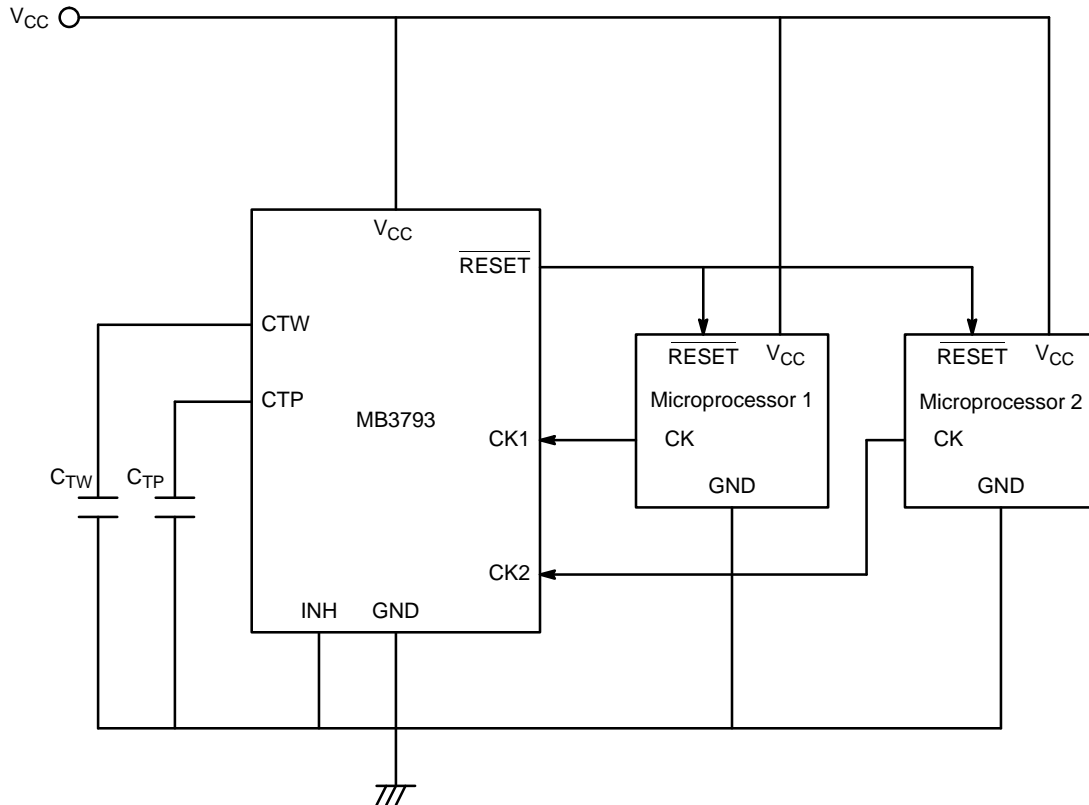 VCC
VCC
RESET
CTW
RESET VCC
RESET VCC
CTP
MB3793
Microprocessor 1
Microprocessor 2
CK1
CK
CK
CTW
CTP
GND
GND
CK2
INH
GND